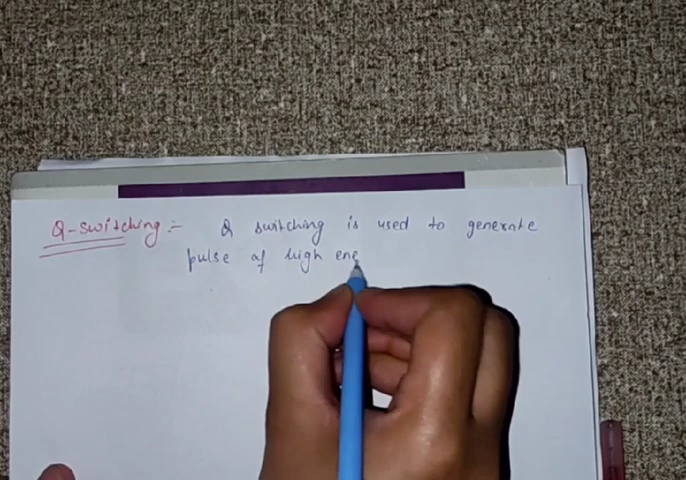 Q-switching :- Q switching is used to generate
pulse of high ene